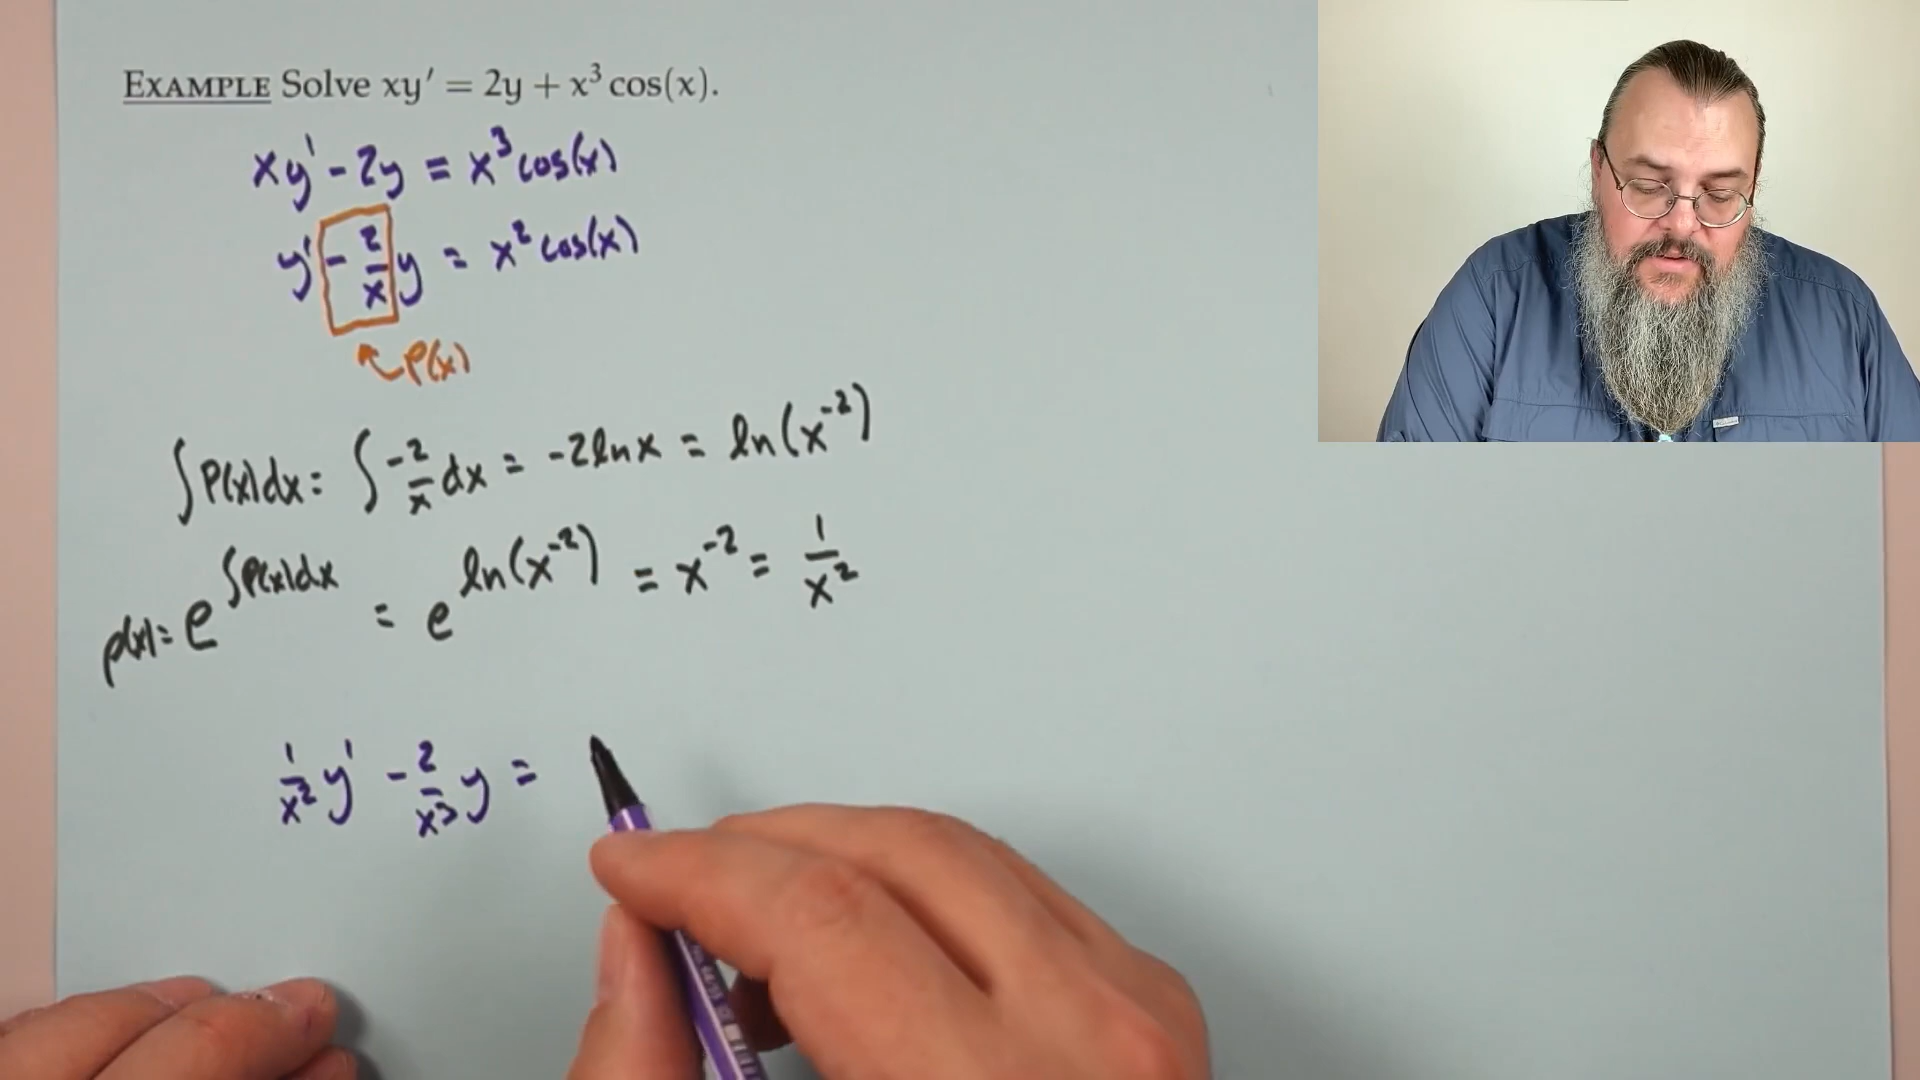 EXAMPLE Solve xy′ = 2y + x³ cos(x).
xy' - 2y = x³ cos(x)
y' - 2/x y = x² cos(x)
P(x)
∫P(x)dx = ∫ -2/x dx = -2lnx = ln(x⁻²)
ρ(x) = e^∫P(x)dx = e^ln(x⁻²) = x⁻² = 1/x²
1/x² y' - 2/x³ y =